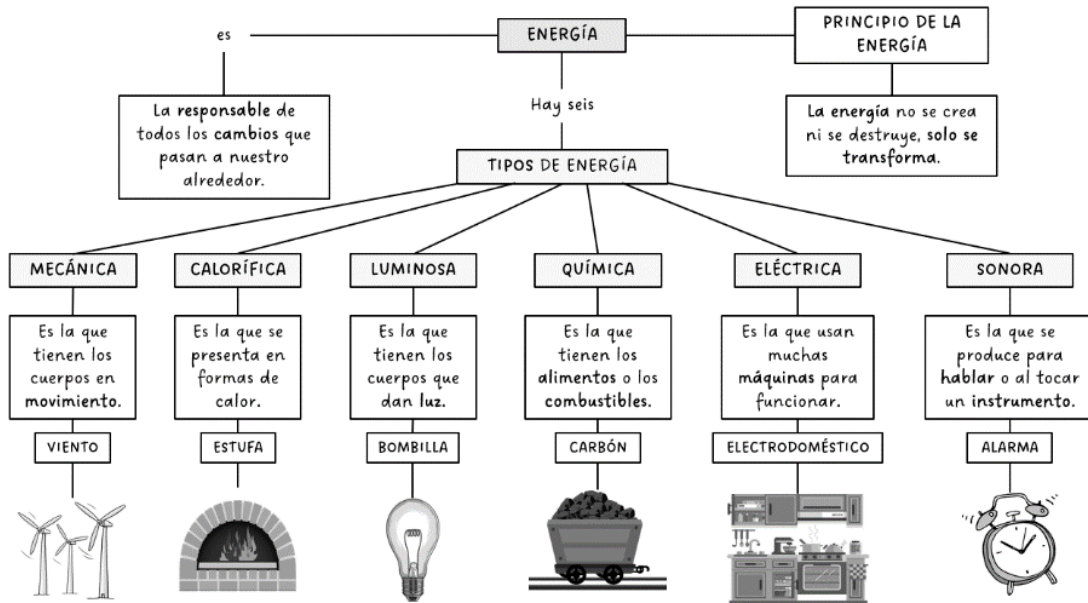 es
ENERGÍA
PRINCIPIO DE LA
ENERGÍA
La responsable de
todos los cambios que
pasan a nuestro
alrededor.
Hay seis
La energía no se crea
ni se destruye, solo se
transforma.
TIPOS DE ENERGÍA
MECÁNICA
CALORÍFICA
LUMINOSA
QUÍMICA
ELÉCTRICA
SONORA
Es la que
tienen los
cuerpos en
movimiento.
Es la que se
presenta en
formas de
calor.
Es la que
tienen los
cuerpos que
dan luz.
Es la que
tienen los
alimentos o los
combustibles.
Es la que usan
muchas
máquinas para
funcionar.
Es la que se
produce para
hablar o al tocar
un instrumento.
VIENTO
ESTUFA
BOMBILLA
CARBÓN
ELECTRODOMÉSTICO
ALARMA